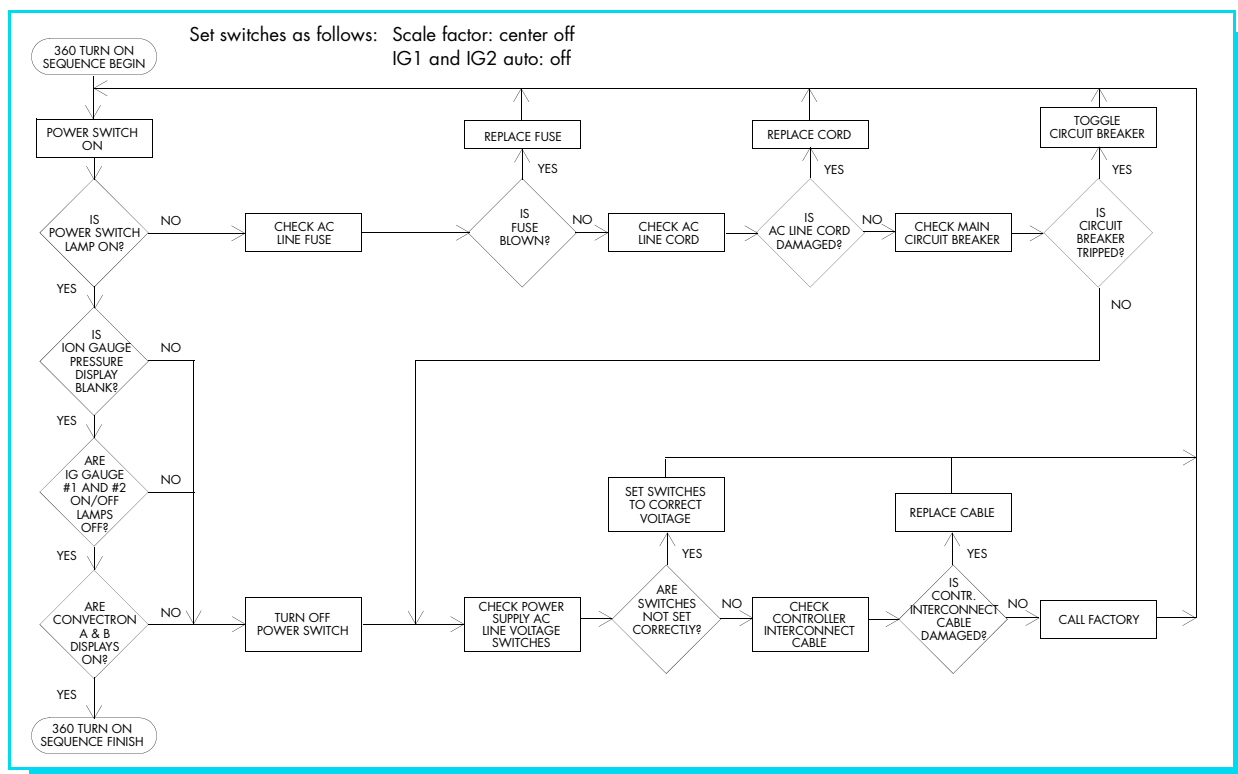 Set switches as follows: Scale factor: center off
IG1 and IG2 auto: off
360 TURN ON
SEQUENCE BEGIN
POWER SWITCH
ON
REPLACE FUSE
REPLACE CORD
TOGGLE
CIRCUIT BREAKER
YES
YES
YES
IS
POWER SWITCH
LAMP ON?
NO
CHECK AC
LINE FUSE
IS
FUSE
BLOWN?
NO
CHECK AC
LINE CORD
IS
AC LINE CORD
DAMAGED?
NO
CHECK MAIN
CIRCUIT BREAKER
IS
CIRCUIT
BREAKER
TRIPPED?
YES
NO
IS
ION GAUGE
PRESSURE
DISPLAY
BLANK?
NO
YES
ARE
IG GAUGE
#1 AND #2
ON/OFF
LAMPS
OFF?
NO
SET SWITCHES
TO CORRECT
VOLTAGE
REPLACE CABLE
YES
YES
YES
ARE
CONVECTRON
A & B
DISPLAYS
ON?
NO
TURN OFF
POWER SWITCH
CHECK POWER
SUPPLY AC
LINE VOLTAGE
SWITCHES
ARE
SWITCHES
NOT SET
CORRECTLY?
NO
CHECK
CONTROLLER
INTERCONNECT
CABLE
IS
CONTR.
INTERCONNECT
CABLE
DAMAGED?
NO
CALL FACTORY
YES
360 TURN ON
SEQUENCE FINISH